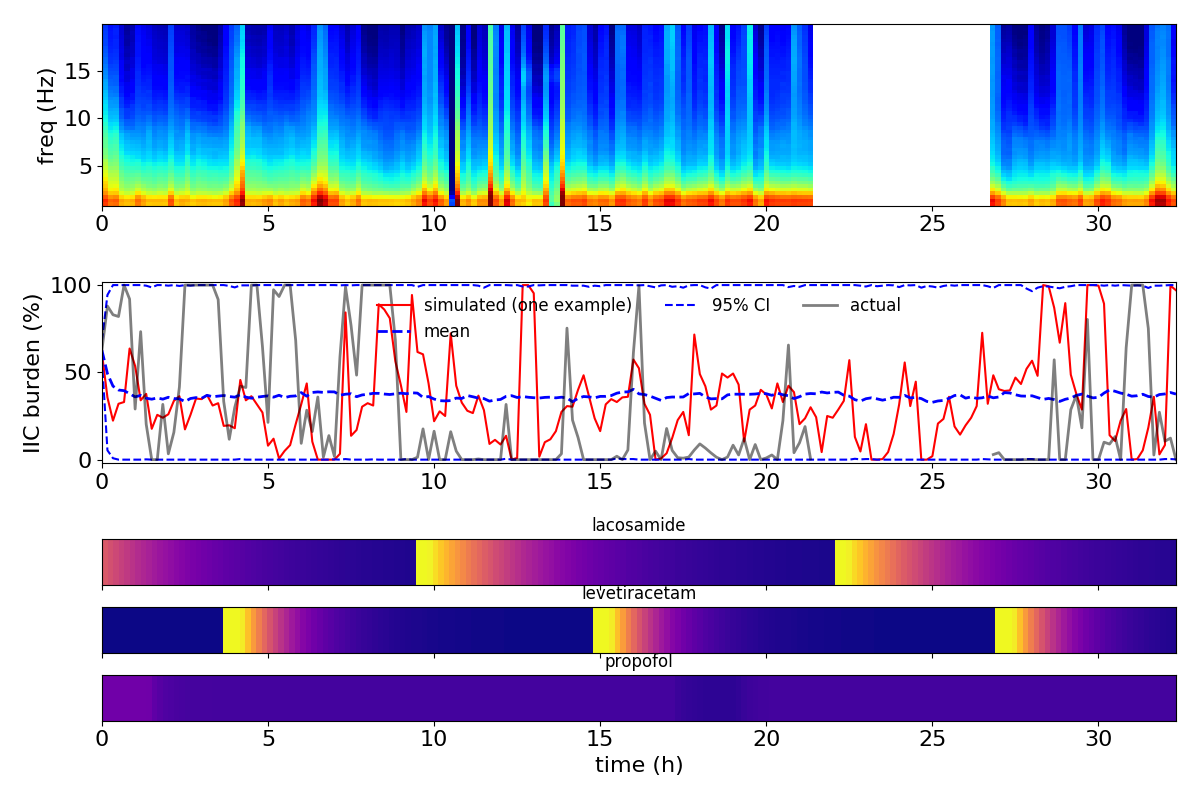 freq (Hz)
15
10
5
0 5 10 15 20 25 30
IIC burden (%)
100
50
0
simulated (one example) 95% CI actual
mean
0 5 10 15 20 25 30
lacosamide
levetiracetam
propofol
0 5 10 15 20 25 30
time (h)